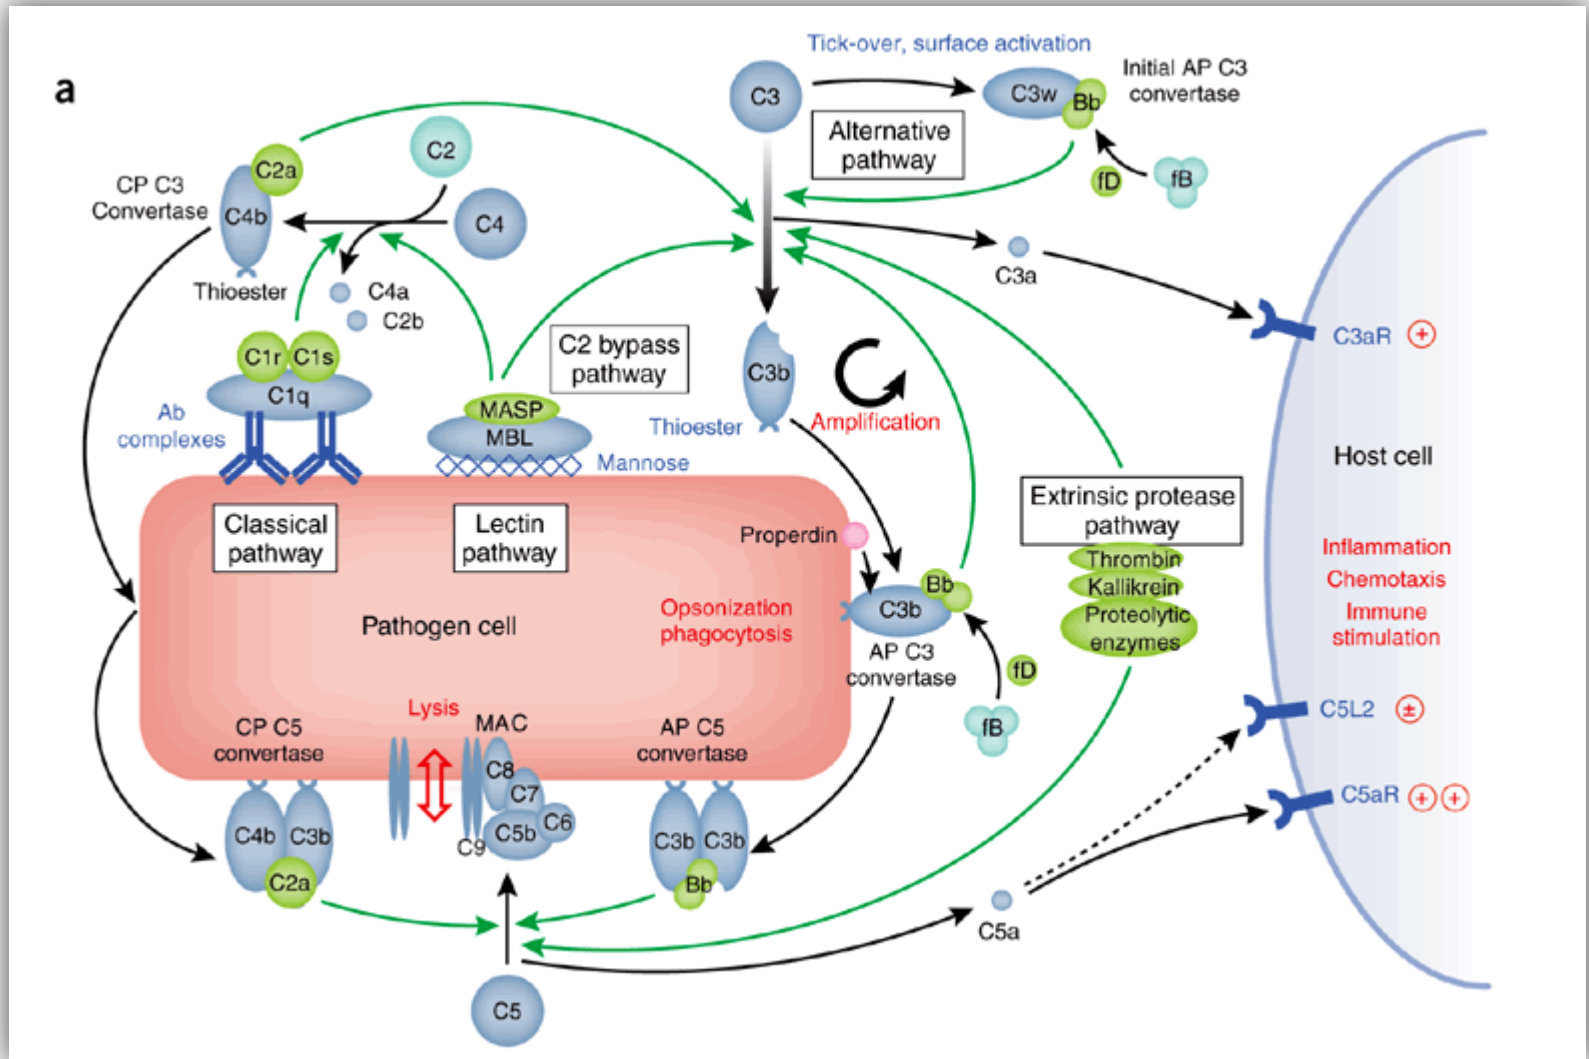 a
Tick-over, surface activation
C3
C3w
Bb
Initial AP C3
convertase
Alternative
pathway
fD
fB
C2
C2a
CP C3
Convertase
C4b
C4
Thioester
C4a
C2b
C3a
C3aR
+
C1r
C1s
C1q
Ab
complexes
C2 bypass
pathway
MASP
MBL
Mannose
C3b
Thioester
Amplification
Host cell
Classical
pathway
Lectin
pathway
Extrinsic protease
pathway
Thrombin
Kallikrein
Proteolytic
enzymes
Properdin
Bb
C3b
Opsonization
phagocytosis
AP C3
convertase
fD
fB
Inflammation
Chemotaxis
Immune
stimulation
Pathogen cell
Lysis
MAC
CP C5
convertase
AP C5
convertase
C8
C7
C6
C5b
C9
C4b
C3b
C2a
C3b
C3b
Bb
C5L2
±
C5aR
+ +
C5a
C5